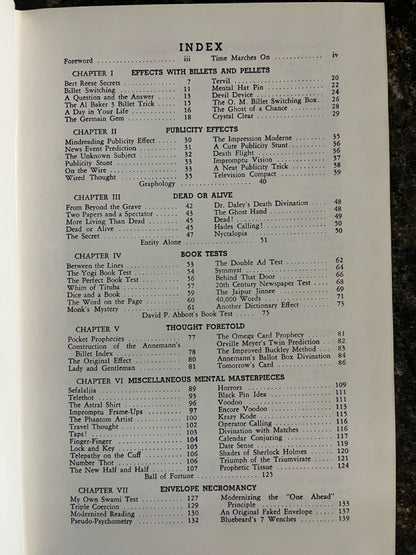 INDEX
Foreword iii
Time Marches On iv
CHAPTER I EFFECTS WITH BILLETS AND PELLETS
Bert Reese Secrets 7
Billet Switching 11
A Question and the Answer 13
The Al Baker 3 Billet Trick 15
A Day in your Life 16
The Germain Gem 18
Tervil 20
Mental Hat Pin 22
Devil Device 24
The O. M. Billet Switching Box 26
The Ghost of a Chance 28
Crystal Clear 29
CHAPTER II PUBLICITY EFFECTS
Mindreading Publicity Effect 30
News Event Prediction 31
The Unknown Subject 32
Publicity Stunt 33
On the Wire 33
Wired Thought 35
The Impression Moderne 35
A Cute Publicity Stunt 36
Death Flight 36
Impromptu Vision 37
A Neat Publicity Trick 38
Television Compact 39
Graphology 40
CHAPTER III DEAD OR ALIVE
From Beyond the Grave 42
Two Papers and a Spectator 43
More Living Than Dead 45
Dead or Alive 45
The Secret 47
Dr. Daley's Death Divination 48
The Ghost Hand 48
Dead! 49
Hades Calling! 50
Nyctalopia 50
Entity Alone 51
CHAPTER IV BOOK TESTS
Between the Lines 53
The Yogi Book Test 54
The Perfect Book Test 56
Whim of Tituba 57
Dice and a Book 59
The Word on the Page 60
Monk's Mystery 61
The Double Ad Test 62
Symmyst 64
Behind That Door 66
20th Century Newspaper Test 68
The Jaipur Jinnee 69
40,000 Words 71
Another Dictionary Effect 73
David P. Abbott's Book Test 75
CHAPTER V THOUGHT FORETOLD
Pocket Prophecies 77
Construction of the Annemann's
Billet Index 78
The Original Effect 80
Lady and Gentleman 81
The Omega Card Prophecy 81
Orville Meyer's Twin Prediction 82
The Improved Buckley Method 83
Annemann's Ballot Box Divination 84
Tomorrow's Card 86
CHAPTER VI MISCELLANEOUS MENTAL MASTERPIECES
Sefalaljia 89
Telethot 93
The Astral Shirt 96
Impromptu Frame-Ups 97
The Phantom Artist 100
Travel Thought 102
Taps! 103
Finger-Finger 104
Lock and Key 105
Telepathy on the Cuff 106
Number Thot 106
The New Half and Half 107
Horrors 109
Black Pin Idea 111
Voodoo 111
Encore Voodoo 113
Krazy Kode 115
Operator Calling 116
Divination with Matches 116
Calendar Conjuring 117
Date Sense 119
Shades of Sherlock Holmes 120
Triumph of the Triumvirate 121
Prophetic Tissue 124
Ball of Fortune 125
CHAPTER VII ENVELOPE NECROMANCY
My Own Swami Test 127
Triple Coercion 129
Modernized Reading 130
Pseudo-Psychometry 132
Modernizing the "One Ahead"
Principle 133
An Original Faked Envelope 137
Bluebeard's 7 Wenches 139